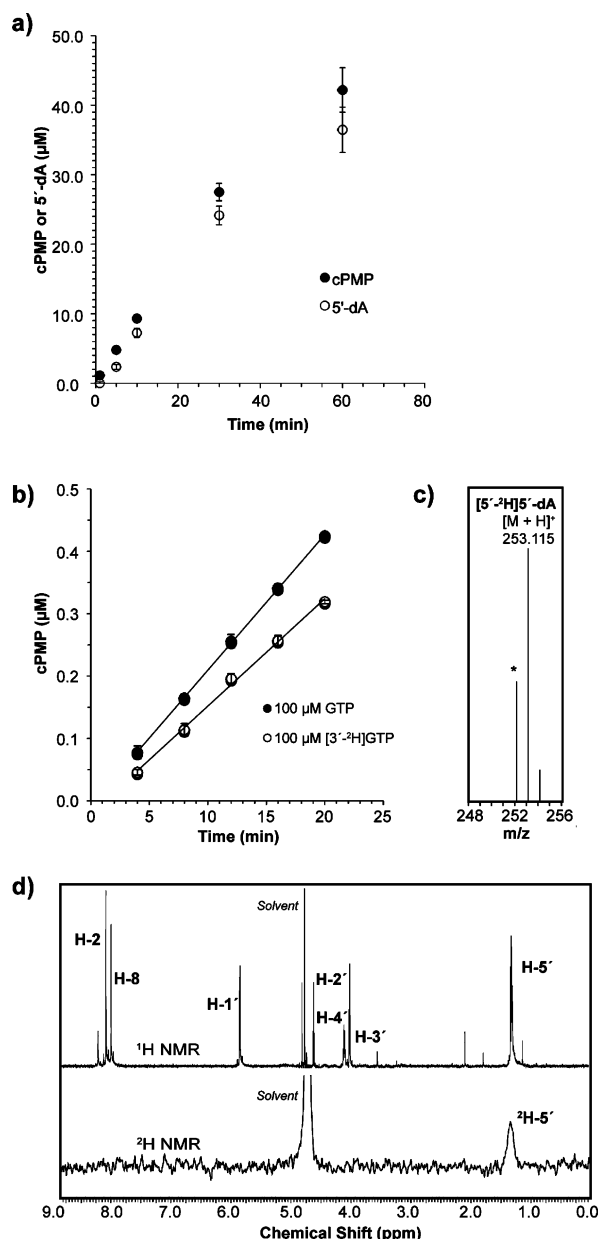 a)
50.0
40.0
30.0
20.0
10.0
0.0
cPMP or 5´-dA (µM)
cPMP
5'-dA
0 20 40 60 80
Time (min)
b)
0.5
0.4
0.3
0.2
0.1
0.0
cPMP (µM)
100 µM GTP
100 µM [3´-²H]GTP
0 5 10 15 20 25
Time (min)
c)
[5´-²H]5´-dA
[M + H]⁺
253.115
*
248 252 256
m/z
d)
Solvent
H-2
H-8
H-1´
H-2´
H-4´
H-3´
H-5´
¹H NMR
Solvent
²H-5´
²H NMR
9.0 8.0 7.0 6.0 5.0 4.0 3.0 2.0 1.0 0.0
Chemical Shift (ppm)